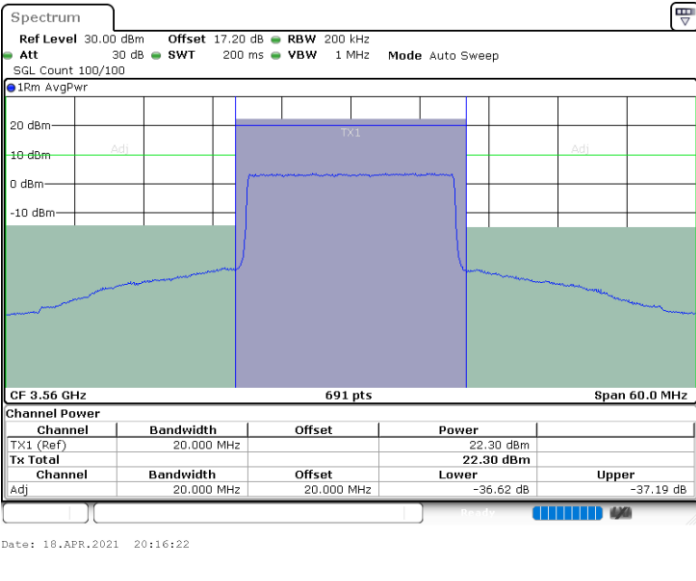 Spectrum
Ref Level 30.00 dBm Offset 17.20 dB RBW 200 kHz
Att 30 dB SWT 200 ms VBW 1 MHz Mode Auto Sweep
SGL Count 100/100
1Rm AvgPwr
20 dBm
TX1
Adj Adj
10 dBm
0 dBm
-10 dBm
CF 3.56 GHz 691 pts Span 60.0 MHz
Channel Power
Channel Bandwidth Offset Power
TX1 (Ref) 20.000 MHz 22.30 dBm
Tx Total 22.30 dBm
Channel Bandwidth Offset Lower Upper
Adj 20.000 MHz 20.000 MHz -36.62 dB -37.19 dB
Ready
Date: 18.APR.2021 20:16:22